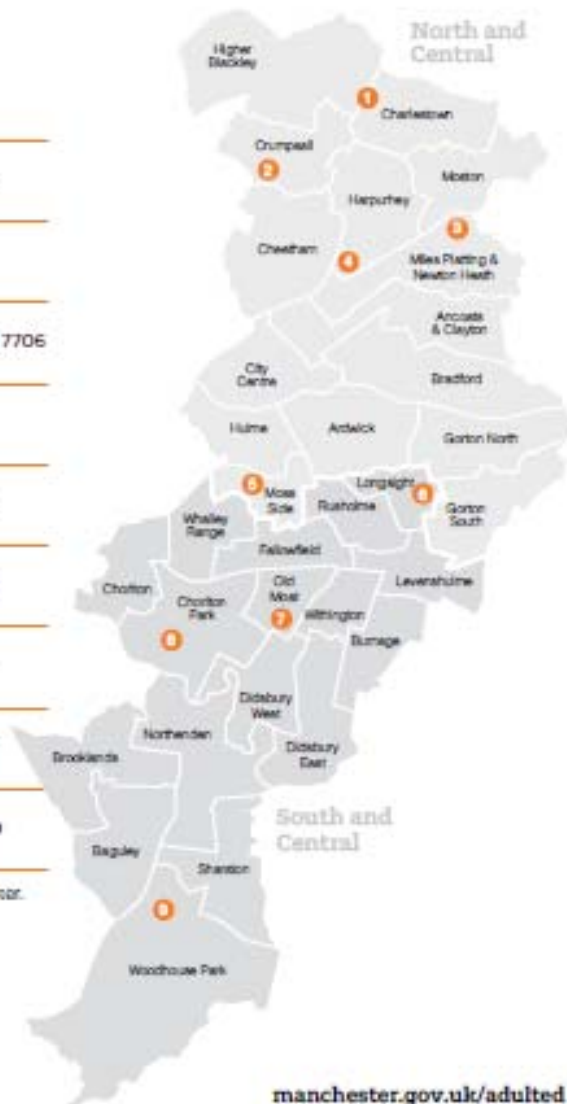 North and
Central
Higher
Blackley
1
Charlestown
Crumpsall
2
Moston
Harpurhey
3
Cheetham
4
Miles Platting &
Newton Heath
7706
Ancoats
& Clayton
City
Centre
Bradford
Hulme
Ardwick
Gorton North
5
Moss
Side
Longsight
6
Rusholme
Gorton
South
Whalley
Range
Fallowfield
Levenshulme
Chorlton
Chorlton
Park
Old
Moat
Withington
8
7
Burnage
Didsbury
West
Northenden
Didsbury
East
Brooklands
South and
Central
Baguley
Sharston
9
Woodhouse Park
manchester.gov.uk/adulted